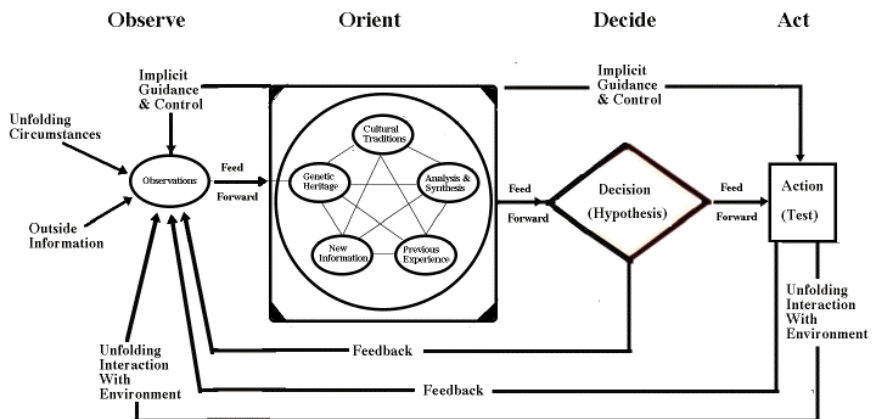 Observe
Orient
Decide
Act
Implicit
Guidance
& Control
Unfolding
Circumstances
Observations
Outside
Information
Feed
Forward
Cultural
Traditions
Genetic
Heritage
Analysis &
Synthesis
New
Information
Previous
Experience
Feed
Forward
Implicit
Guidance
& Control
Decision
(Hypothesis)
Feed
Forward
Action
(Test)
Unfolding
Interaction
With
Environment
Feedback
Unfolding
Interaction
With
Environment
Feedback